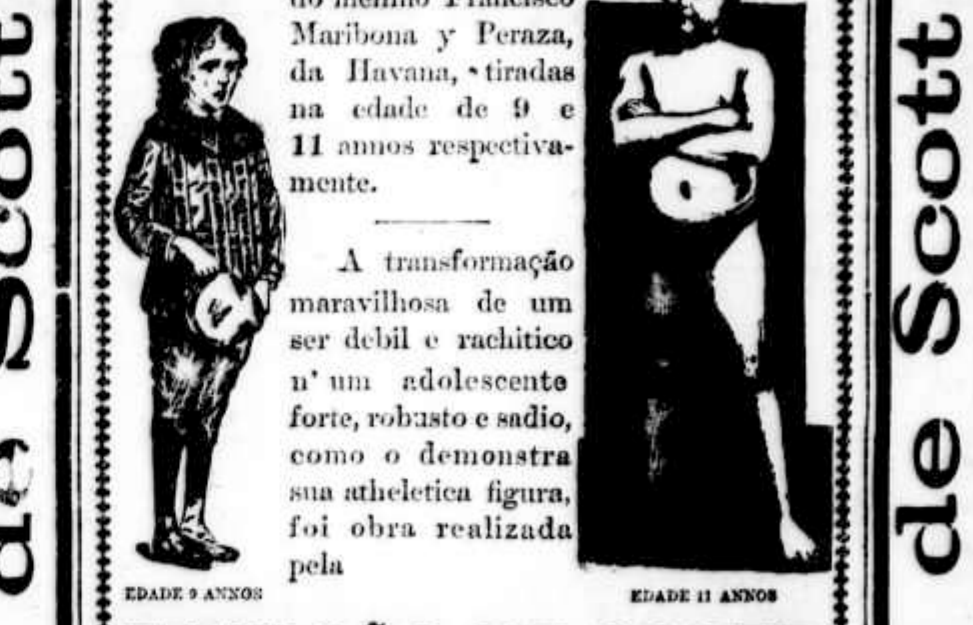 do menino Francisco
Maribona y Peraza,
da Havana, tiradas
na edade de 9 e
11 annos respectiva-
mente.
A transformação
maravilhosa de um
ser debil e rachitico
n' um adolescente
forte, robusto e sadio,
como o demonstra
sua atheletica figura,
foi obra realizada
pela
EDADE 9 ANNOS
EDADE 11 ANNOS
de Scott
de Scott